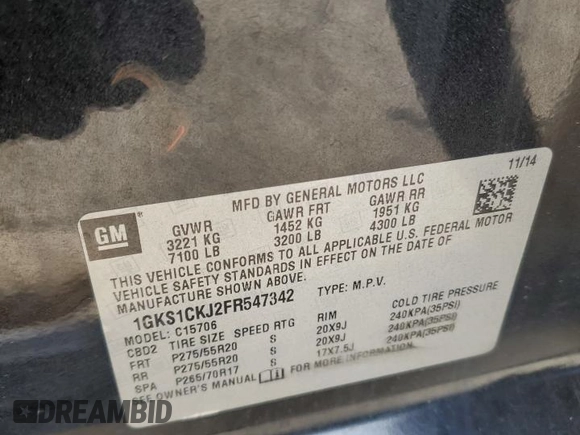 11/14
MFD BY GENERAL MOTORS LLC
GM
GVWR GAWR FRT GAWR RR
3221 KG 1452 KG 1951 KG
7100 LB 3200 LB 4300 LB
THIS VEHICLE CONFORMS TO ALL APPLICABLE U.S. FEDERAL MOTOR
VEHICLE SAFETY STANDARDS IN EFFECT ON THE DATE OF
MANUFACTURE SHOWN ABOVE.
1GKS1CKJ2FR547342 TYPE: M.P.V.
MODEL: C15706
CBD2 TIRE SIZE SPEED RTG RIM COLD TIRE PRESSURE
FRT P275/55R20 S 20X9J 240KPA(35PSI)
RR P275/55R20 S 20X9J 240KPA(35PSI)
SPA P265/70R17 S 17X7.5J 240KPA(35PSI)
SEE OWNER'S MANUAL FOR MORE INFORMATION.
DREAMBID